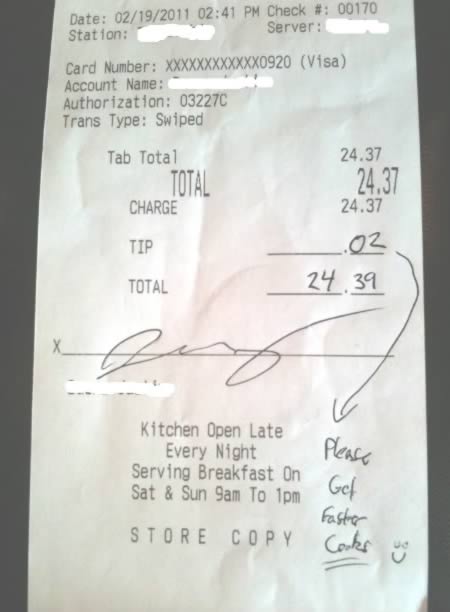 Date: 02/19/2011 02:41 PM Check #: 00170
Station: Server:
Card Number: XXXXXXXXXXXX0920 (Visa)
Account Name:
Authorization: 03227C
Trans Type: Swiped
Tab Total 24.37
TOTAL 24.37
CHARGE 24.37
TIP .02
TOTAL 24.39
X
Kitchen Open Late
Every Night
Serving Breakfast On
Sat & Sun 9am To 1pm
STORE COPY
Please
Get
Faster
Cooks